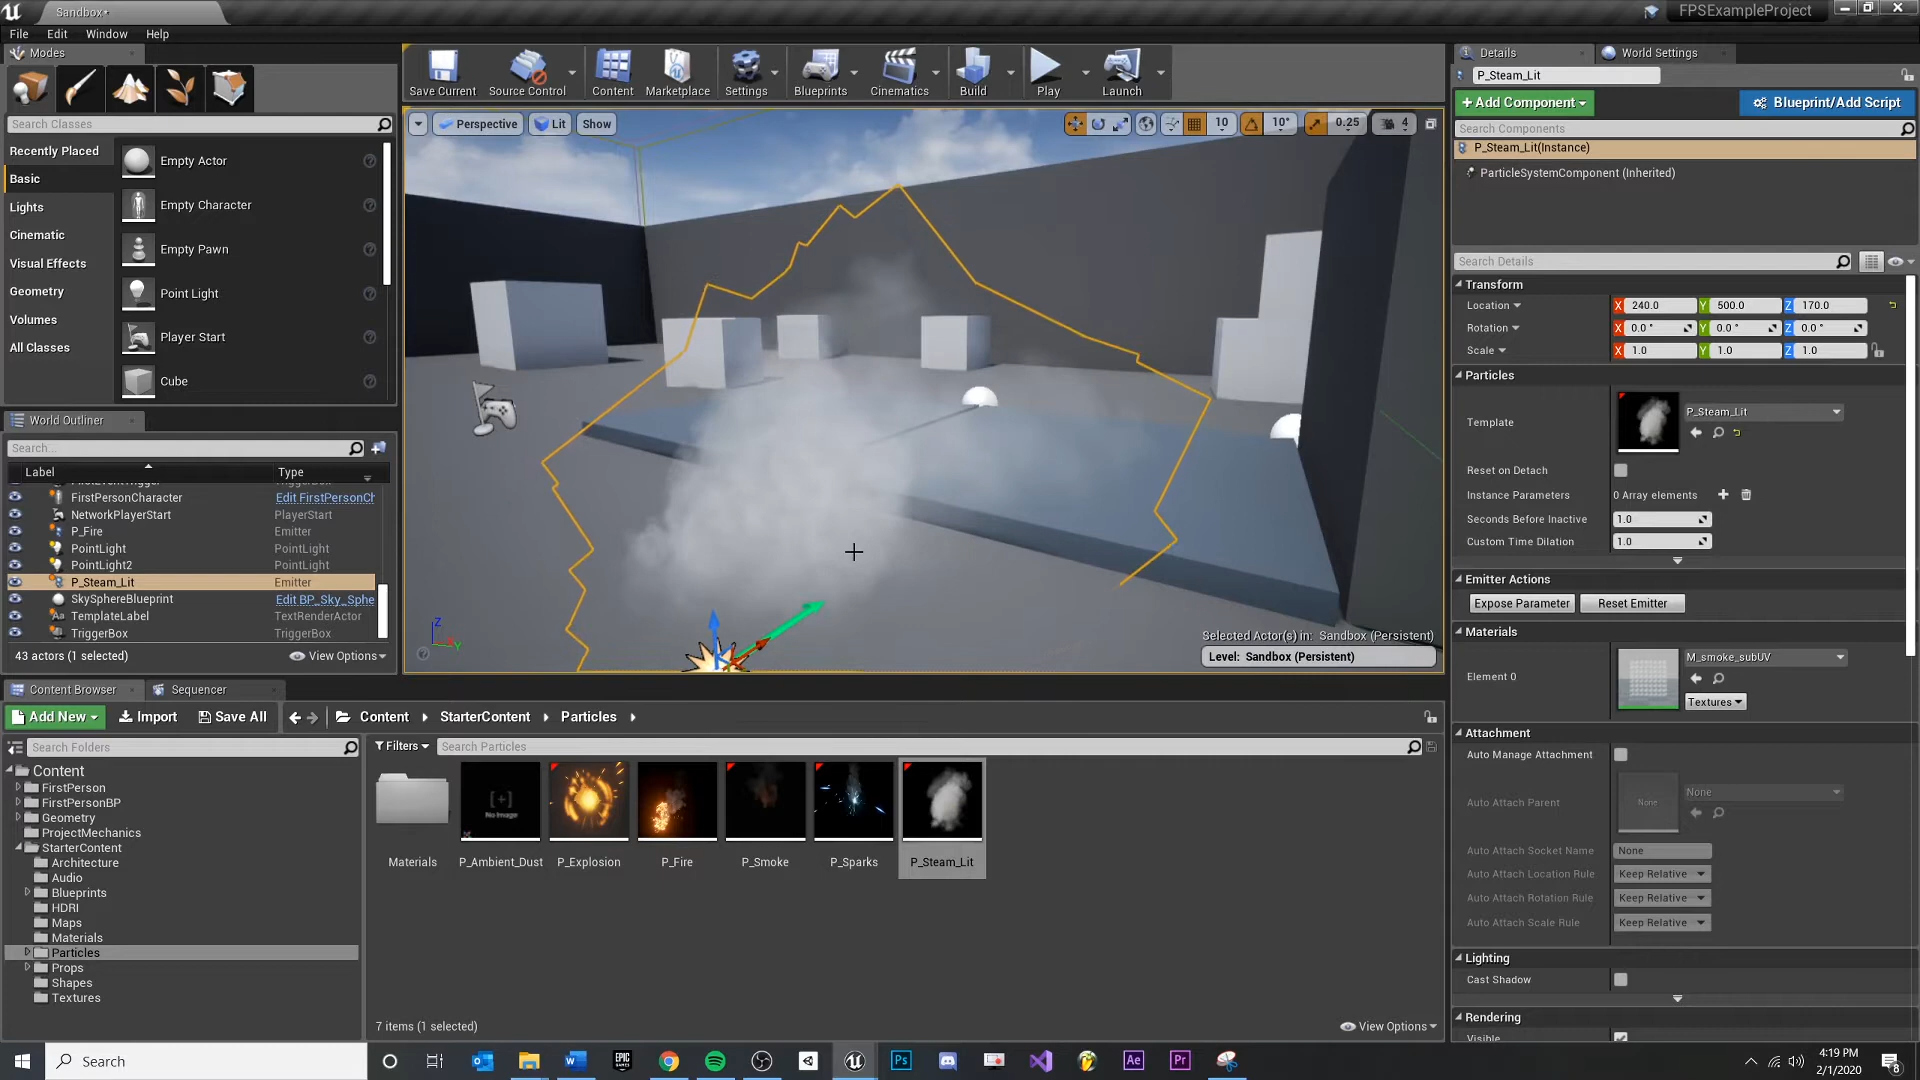 Sandbox•
FPSExampleProject
File
Edit
Window
Help
Modes
Search Classes
Recently Placed
Basic
Lights
Cinematic
Visual Effects
Geometry
Volumes
All Classes
Empty Actor
Empty Character
Empty Pawn
Point Light
Player Start
Cube
Save Current
Source Control
Content
Marketplace
Settings
Blueprints
Cinematics
Build
Play
Launch
Perspective
Lit
Show
10
10°
0.25
4
Z
Y
Selected Actor(s) in: Sandbox (Persistent)
Level: Sandbox (Persistent)
World Outliner
Search...
Label
Type
FirstPersonCharacter
Edit FirstPersonCh
NetworkPlayerStart
PlayerStart
P_Fire
Emitter
PointLight
PointLight
PointLight2
PointLight
P_Steam_Lit
Emitter
SkySphereBlueprint
Edit BP_Sky_Sphe
TemplateLabel
TextRenderActor
TriggerBox
TriggerBox
43 actors (1 selected)
View Options
Content Browser
Sequencer
Add New
Import
Save All
Content
StarterContent
Particles
Search Folders
Filters
Search Particles
Content
FirstPerson
FirstPersonBP
Geometry
ProjectMechanics
StarterContent
Architecture
Audio
Blueprints
HDRI
Maps
Materials
Particles
Props
Shapes
Textures
[+]
No Image
Materials
P_Ambient_Dust
P_Explosion
P_Fire
P_Smoke
P_Sparks
P_Steam_Lit
7 items (1 selected)
View Options
Details
World Settings
P_Steam_Lit
+ Add Component
Blueprint/Add Script
Search Components
P_Steam_Lit(Instance)
ParticleSystemComponent (Inherited)
Search Details
Transform
Location
X 240.0 Y 500.0 Z 170.0
Rotation
X 0.0 ° Y 0.0 ° Z 0.0 °
Scale
X 1.0 Y 1.0 Z 1.0
Particles
Template
P_Steam_Lit
Reset on Detach
Instance Parameters
0 Array elements
Seconds Before Inactive
1.0
Custom Time Dilation
1.0
Emitter Actions
Expose Parameter
Reset Emitter
Materials
Element 0
M_smoke_subUV
Textures
Attachment
Auto Manage Attachment
Auto Attach Parent
None
None
Auto Attach Socket Name
None
Auto Attach Location Rule
Keep Relative
Auto Attach Rotation Rule
Keep Relative
Auto Attach Scale Rule
Keep Relative
Lighting
Cast Shadow
Rendering
Visible
Search
EPIC
GAMES
Ps
Ae
Pr
4:19 PM
2/1/2020
8